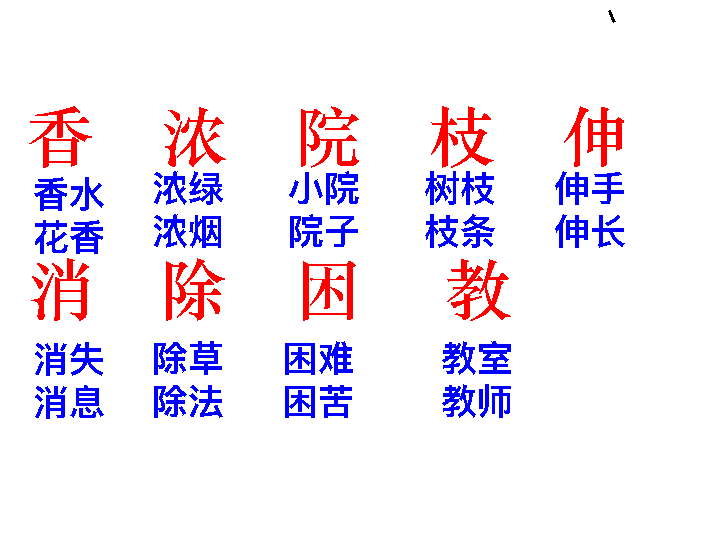 香 浓 院 枝 伸
香水 浓绿 小院 树枝 伸手
花香 浓烟 院子 枝条 伸长
消 除 困 教
消失 除草 困难 教室
消息 除法 困苦 教师